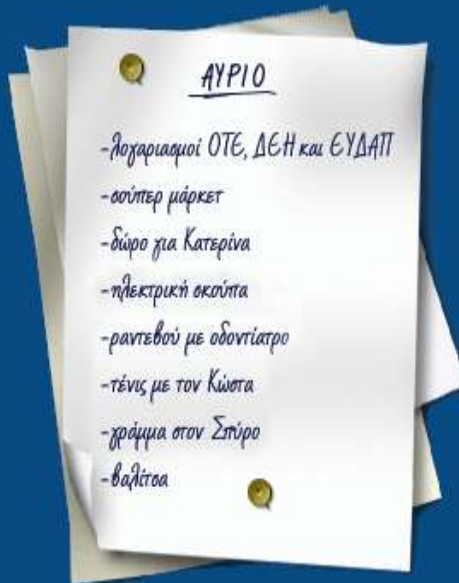 ΑΥΡΙΟ
-λογαριασμοί ΟΤΕ, ΔΕΗ και ΕΥΔΑΠ
-σούπερ μάρκετ
-δώρο για Κατερίνα
-ηλεκτρική σκούπα
-ραντεβού με οδοντίατρο
-τένις με τον Κώστα
-γράμμα στον Σπύρο
-βαλίτσα